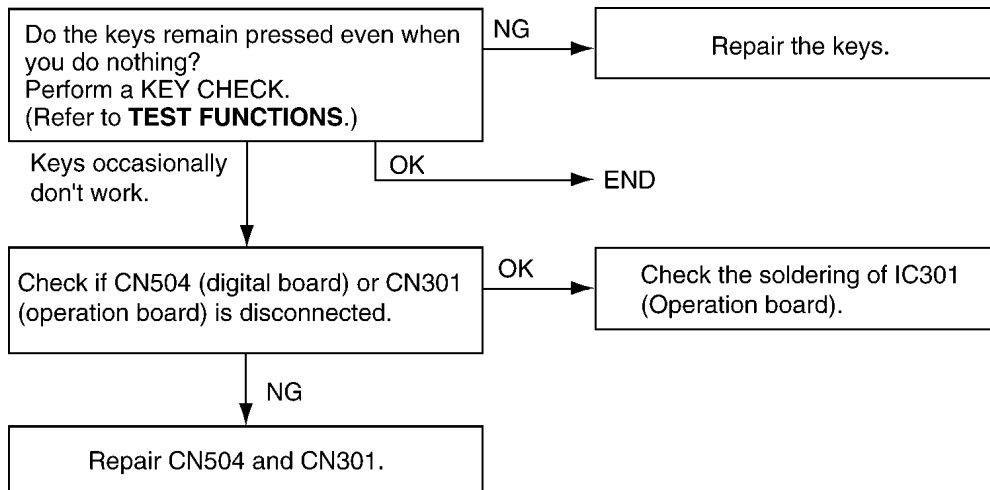 Do the keys remain pressed even when
you do nothing?
Perform a KEY CHECK.
(Refer to TEST FUNCTIONS.)
NG
Repair the keys.
Keys occasionally
don't work.
OK
END
Check if CN504 (digital board) or CN301
(operation board) is disconnected.
OK
Check the soldering of IC301
(Operation board).
NG
Repair CN504 and CN301.